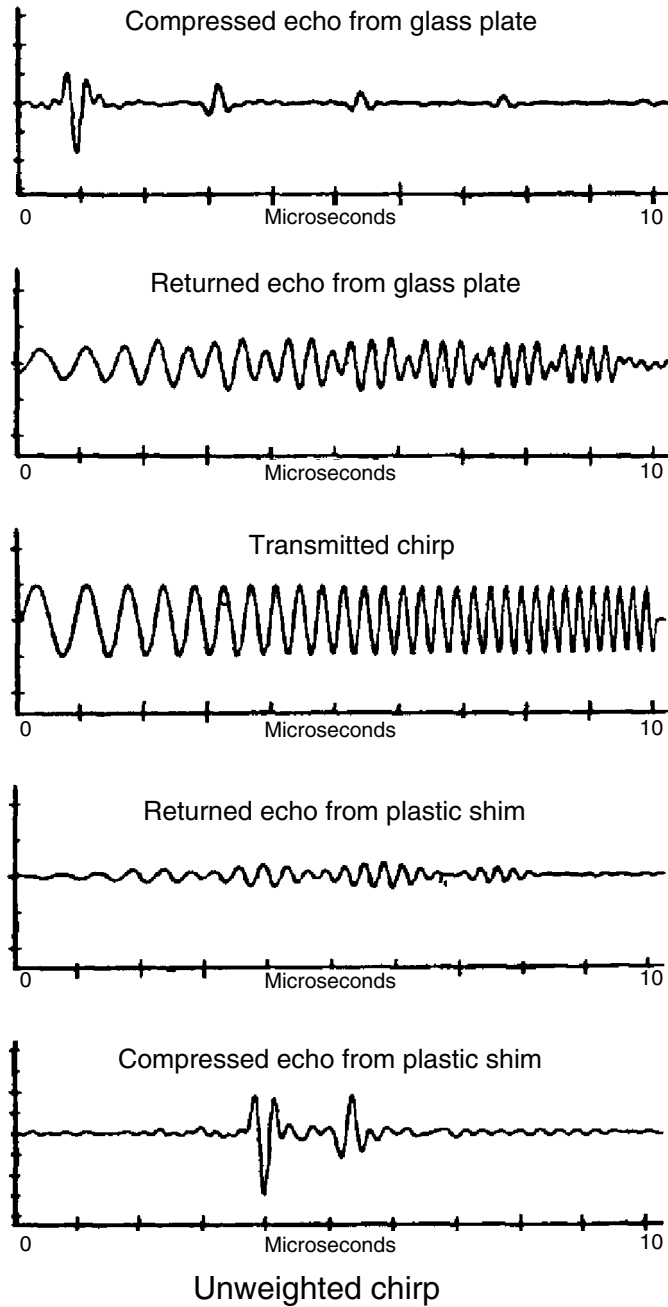 Compressed echo from glass plate
0 Microseconds 10
Returned echo from glass plate
0 Microseconds 10
Transmitted chirp
0 Microseconds 10
Returned echo from plastic shim
0 Microseconds 10
Compressed echo from plastic shim
0 Microseconds 10
Unweighted chirp